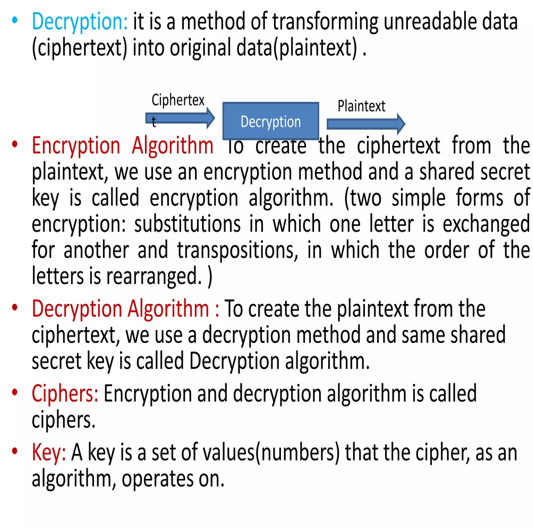 • Decryption: it is a method of transforming unreadable data
(ciphertext) into original data(plaintext) .
Ciphertex
t
Decryption
Plaintext
• Encryption Algorithm To create the ciphertext from the
plaintext, we use an encryption method and a shared secret
key is called encryption algorithm. (two simple forms of
encryption: substitutions in which one letter is exchanged
for another and transpositions, in which the order of the
letters is rearranged. )
• Decryption Algorithm : To create the plaintext from the
ciphertext, we use a decryption method and same shared
secret key is called Decryption algorithm.
• Ciphers: Encryption and decryption algorithm is called
ciphers.
• Key: A key is a set of values(numbers) that the cipher, as an
algorithm, operates on.